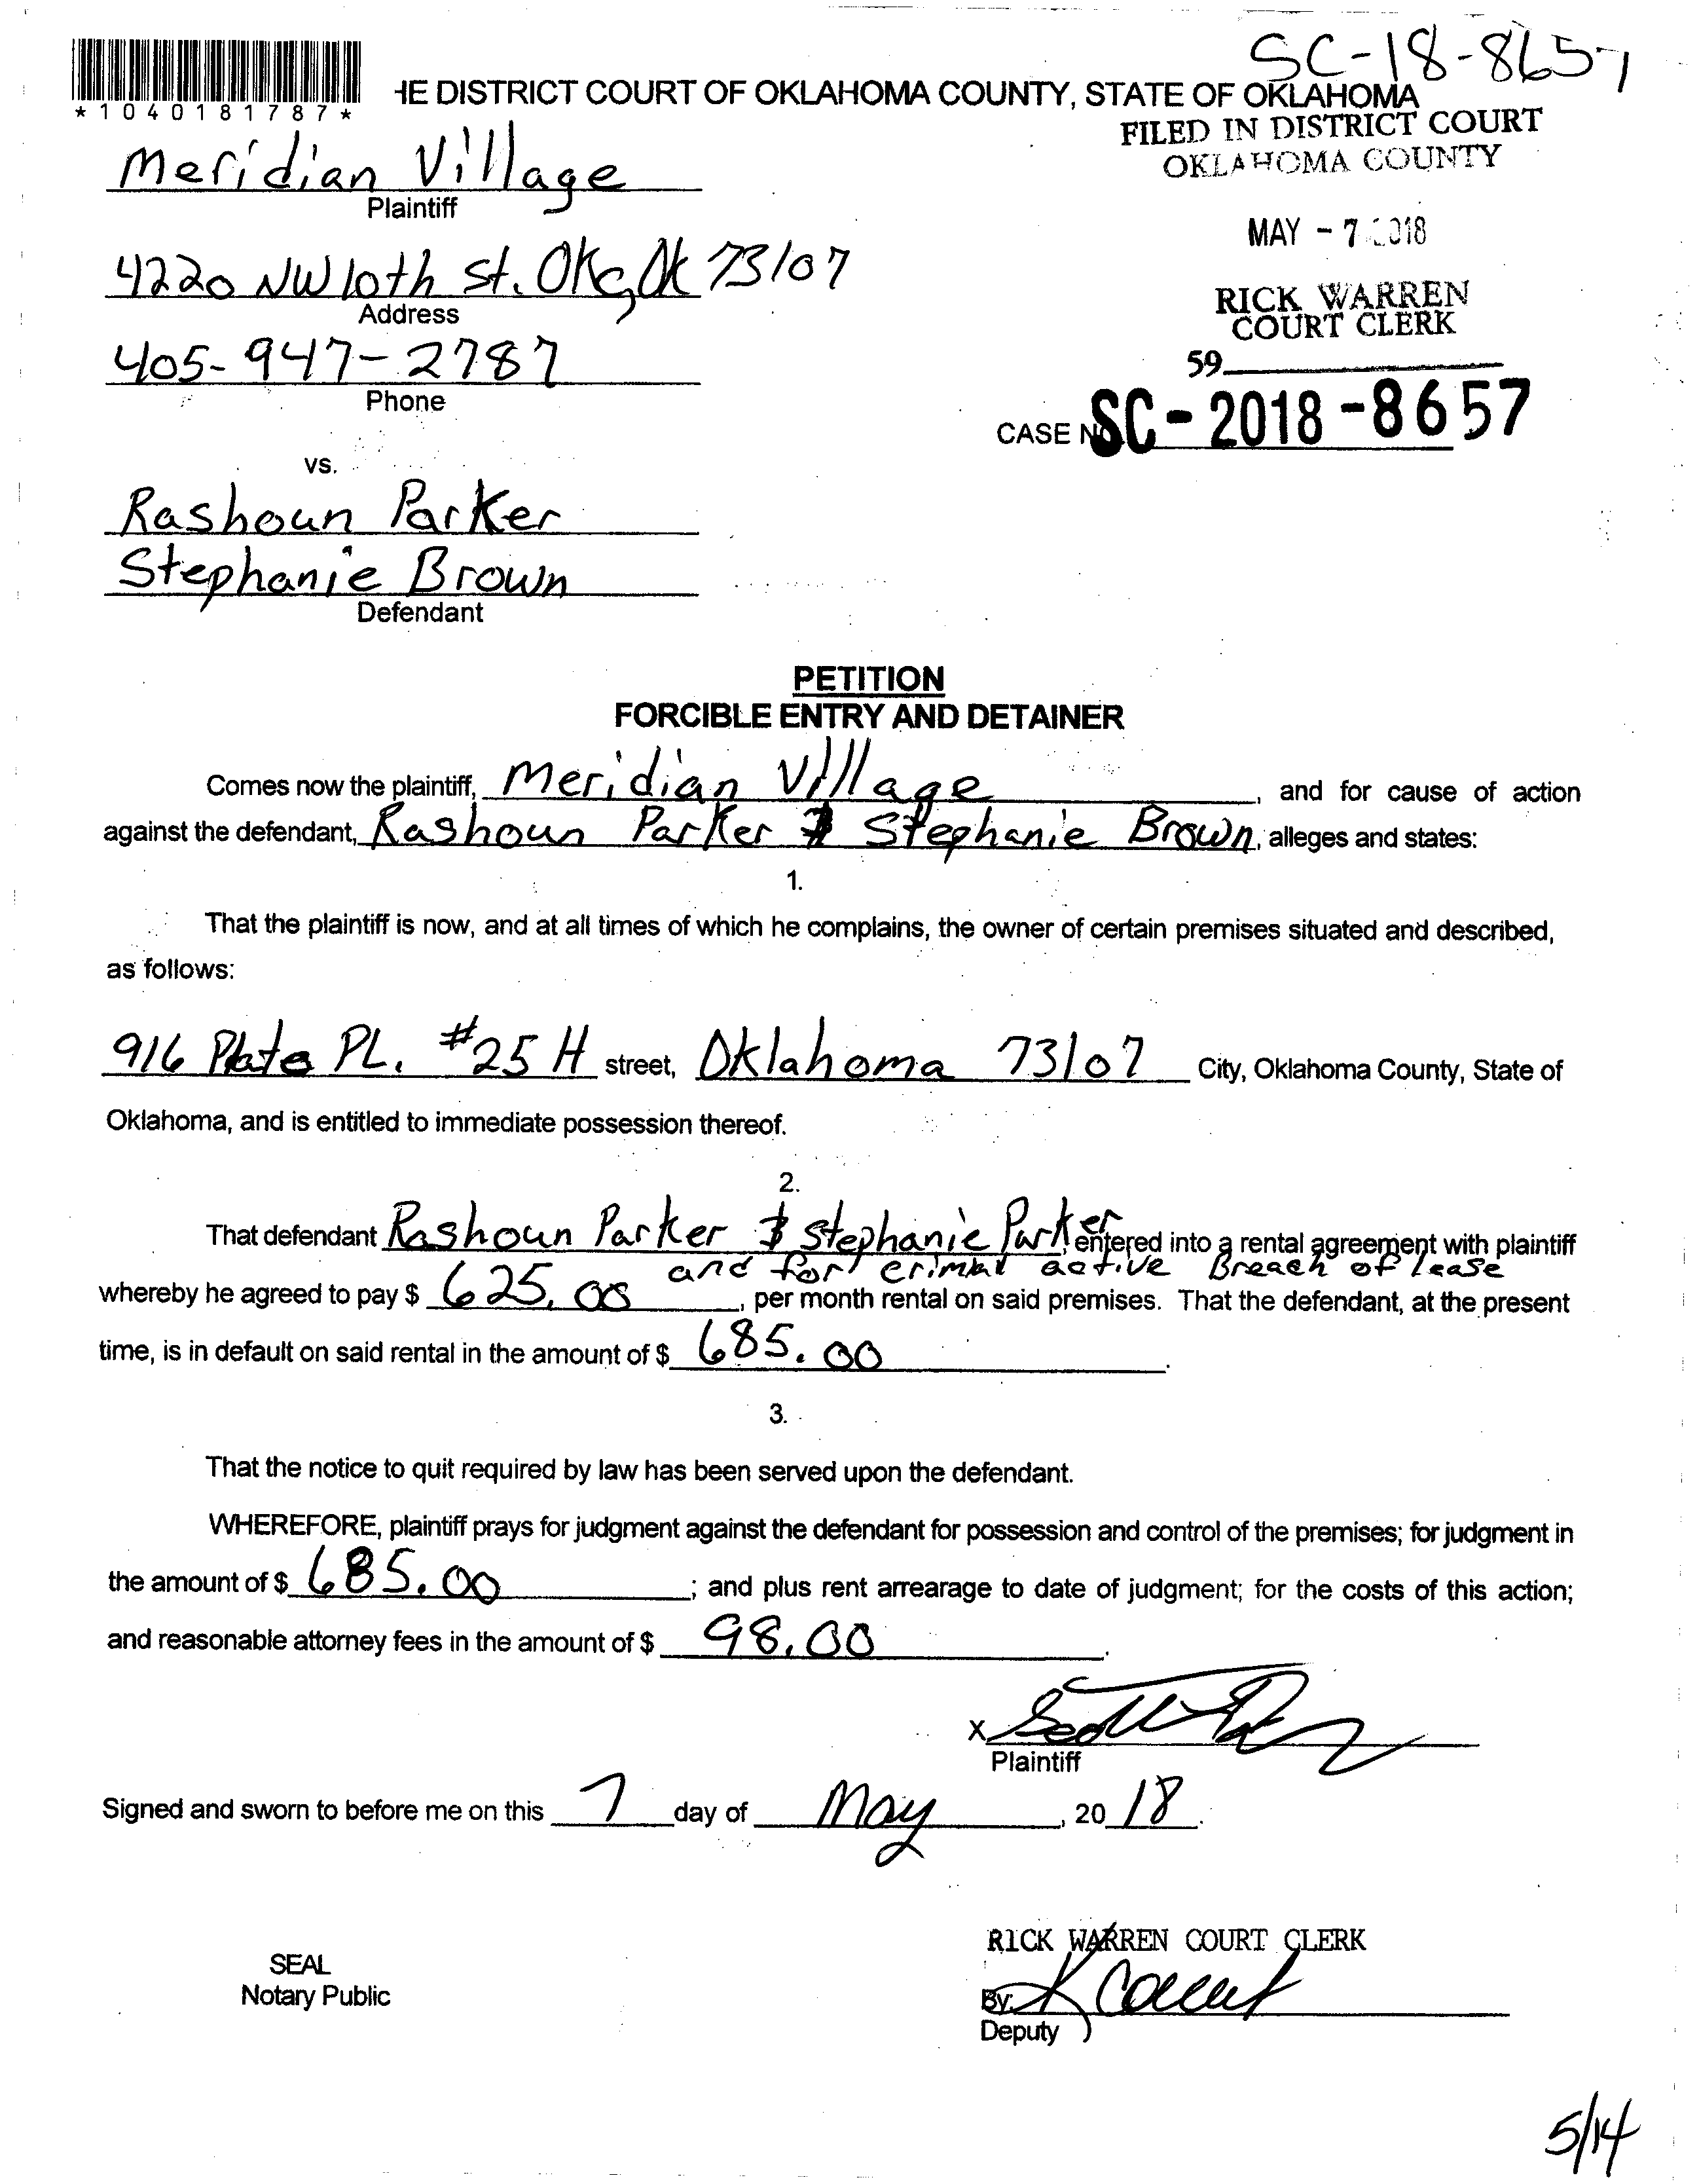 SC-18-8657
*1040181787*
HE DISTRICT COURT OF OKLAHOMA COUNTY, STATE OF OKLAHOMA
FILED IN DISTRICT COURT
OKLAHOMA COUNTY
Meridian Village
Plaintiff
MAY - 7 2018
4220 NW 10th st. OKC, Ok 73107
Address
RICK WARREN
COURT CLERK
405-947-2787
Phone
59
CASE NO. SC - 2018 - 8657
vs.
Rashoun Parker
Stephanie Brown
Defendant
PETITION
FORCIBLE ENTRY AND DETAINER
Comes now the plaintiff, Meridian Village, and for cause of action
against the defendant, Rashoun Parker & Stephanie Brown, alleges and states:
1.
That the plaintiff is now, and at all times of which he complains, the owner of certain premises situated and described,
as follows:
916 Plato PL. #25 H street, Oklahoma 73107 City, Oklahoma County, State of
Oklahoma, and is entitled to immediate possession thereof.
2.
That defendant Rashoun Parker & Stephanie Parker, entered into a rental agreement with plaintiff
and for active Breach of lease
whereby he agreed to pay $ 625.00, per month rental on said premises. That the defendant, at the present
time, is in default on said rental in the amount of $ 685.00.
3.
That the notice to quit required by law has been served upon the defendant.
WHEREFORE, plaintiff prays for judgment against the defendant for possession and control of the premises; for judgment in
the amount of $ 685.00; and plus rent arrearage to date of judgment; for the costs of this action;
and reasonable attorney fees in the amount of $ 98.00.
X
Plaintiff
Signed and sworn to before me on this 7 day of May, 2018.
RICK WARREN COURT CLERK
SEAL
Notary Public
By:
Deputy
5/14